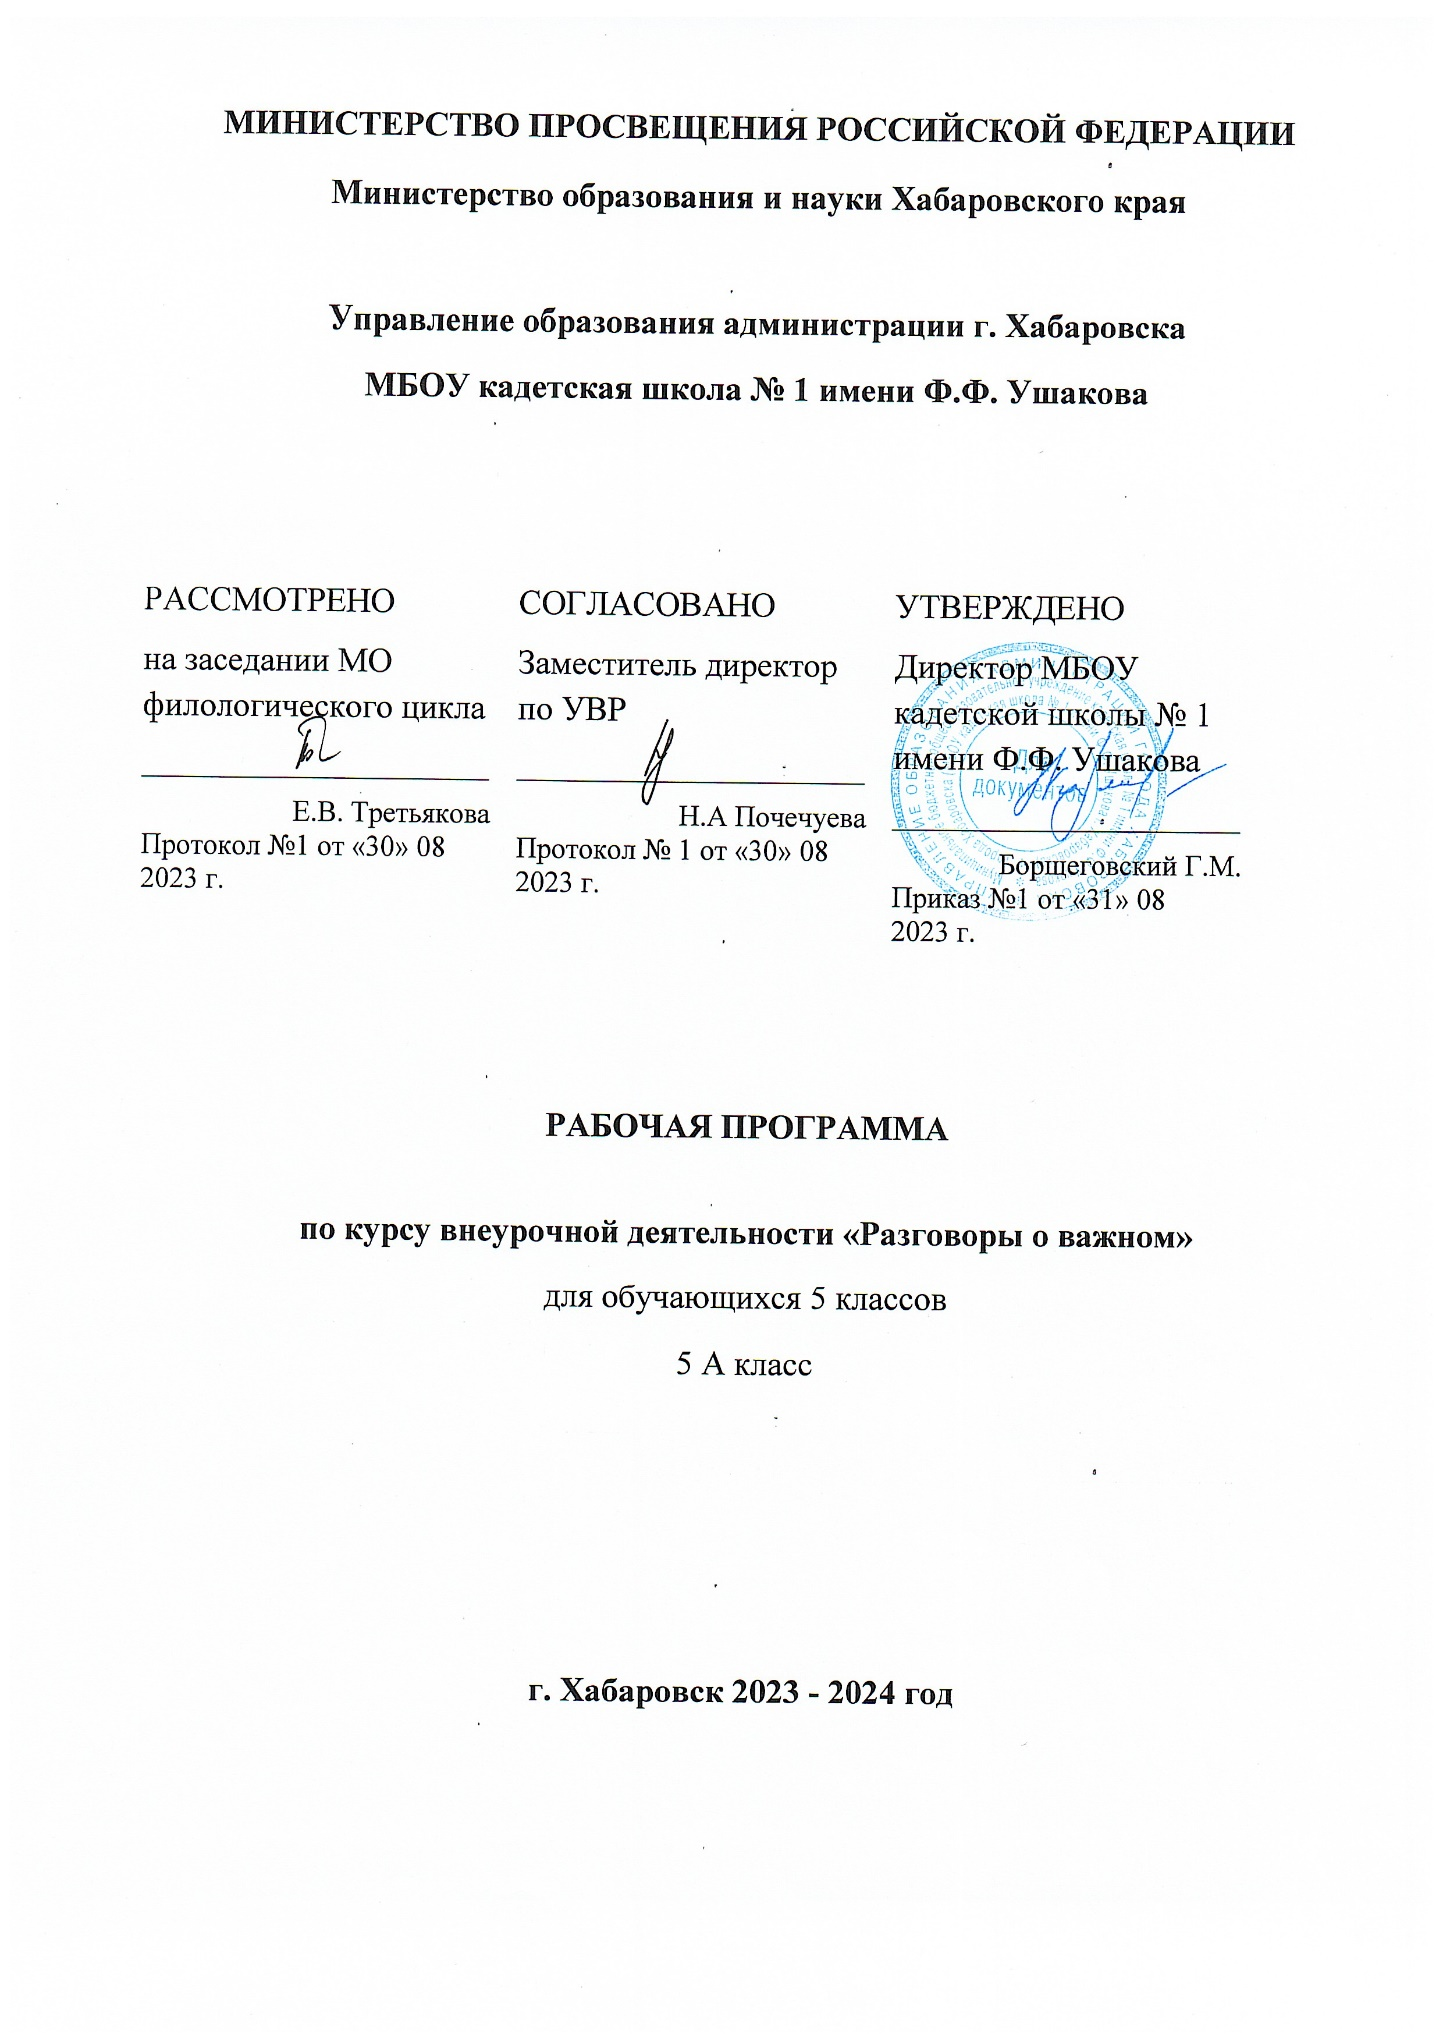 МИНИСТЕРСТВО ПРОСВЕЩЕНИЯ РОССИЙСКОЙ ФЕДЕРАЦИИ
Министерство образования и науки Хабаровского края
Управление образования администрации г. Хабаровска
МБОУ кадетская школа № 1 имени Ф.Ф. Ушакова
РАССМОТРЕНО
на заседании МО
филологического цикла
Е.В. Третьякова
Протокол №1 от «30» 08
2023 г.
СОГЛАСОВАНО
Заместитель директор
по УВР
Н.А Почечуева
Протокол № 1 от «30» 08
2023 г.
УТВЕРЖДЕНО
Директор МБОУ
кадетской школы № 1
имени Ф.Ф. Ушакова
Борщеговский Г.М.
Приказ №1 от «31» 08
2023 г.
Для
документов
РАБОЧАЯ ПРОГРАММА
по курсу внеурочной деятельности «Разговоры о важном»
для обучающихся 5 классов
5 А класс
г. Хабаровск 2023 - 2024 год